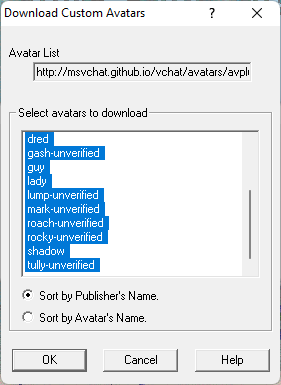 Download Custom Avatars
?
Avatar List
http://msvchat.github.io/vchat/avatars/avplu
Select avatars to download
dred
gash-unverified
guy
lady
lump-unverified
mark-unverified
roach-unverified
rocky-unverified
shadow
tully-unverified
Sort by Publisher's Name.
Sort by Avatar's Name.
OK
Cancel
Help